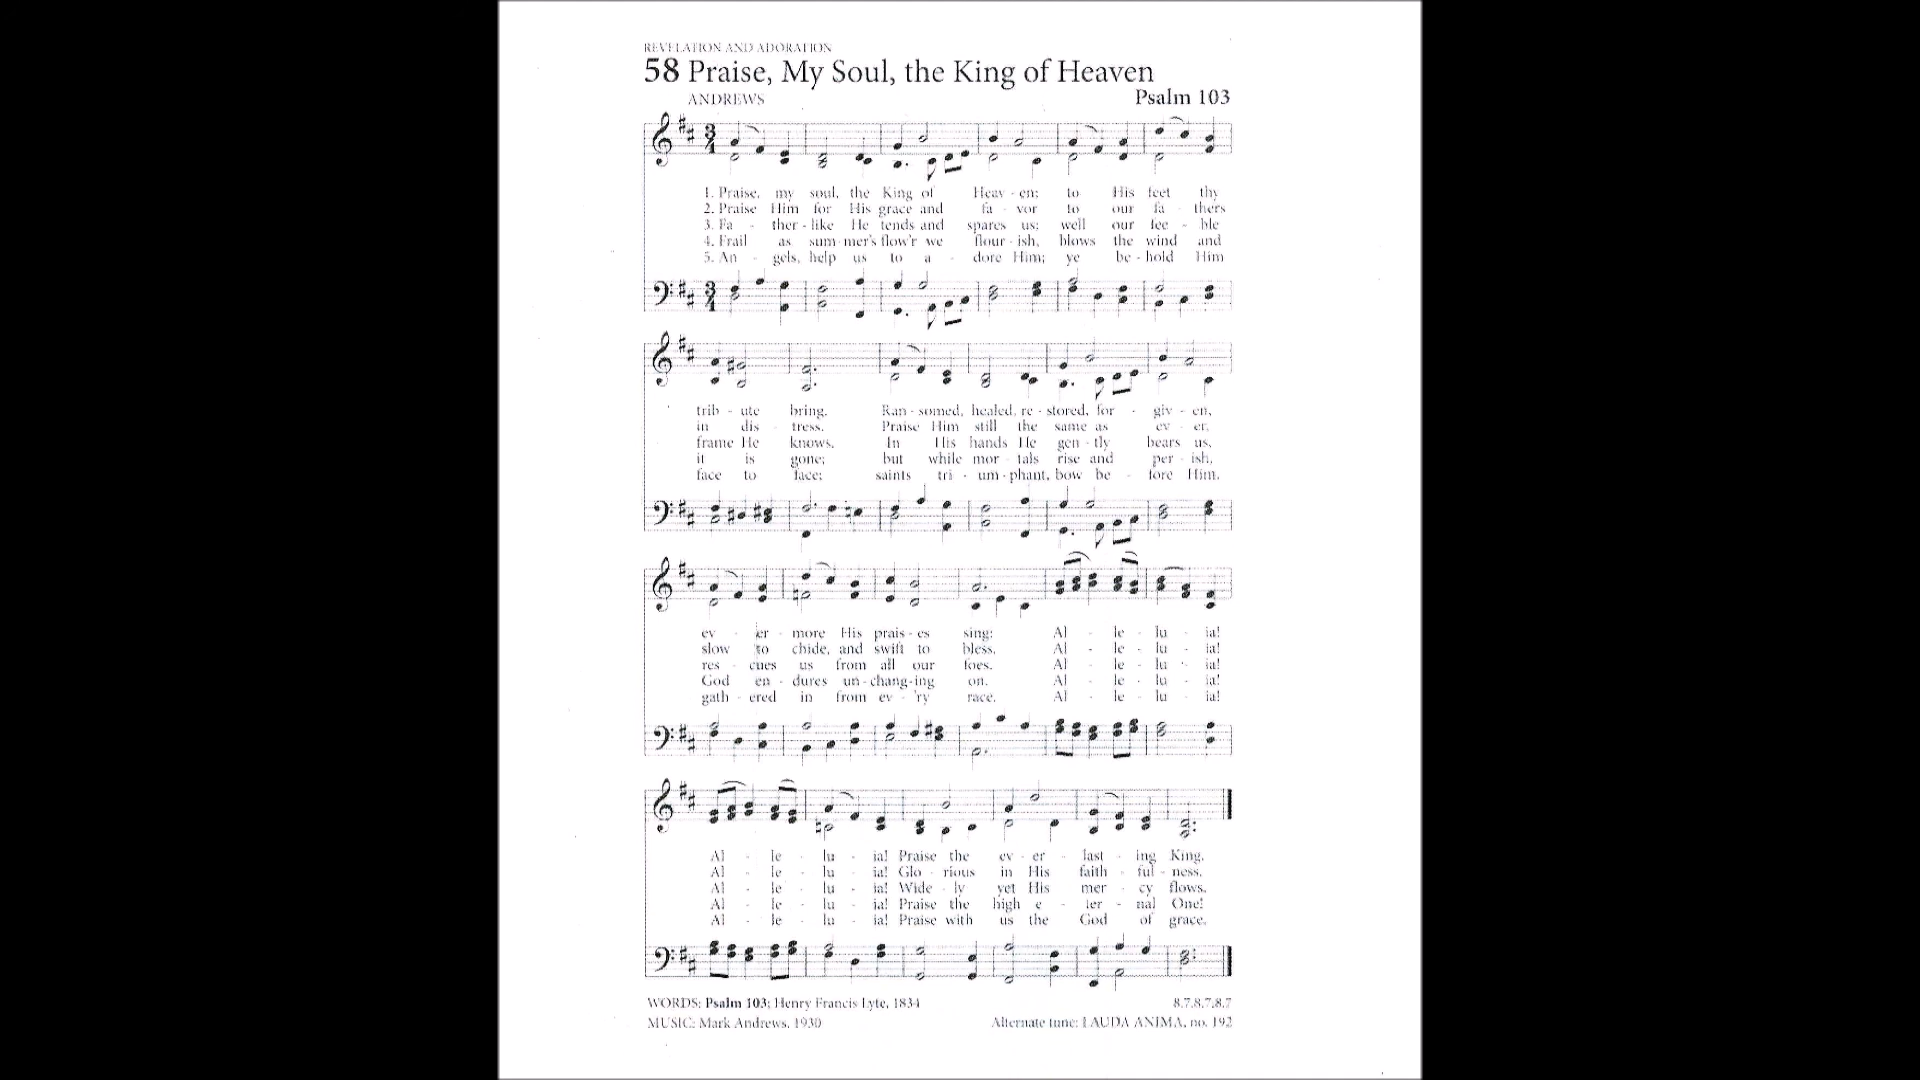 REVELATION AND ADORATION
58 Praise, My Soul, the King of Heaven
ANDREWS Psalm 103
1. Praise, my soul, the King of Heav - en; to His feet thy
2. Praise Him for His grace and fa - vor to our fa - thers
3. Fa - ther - like He tends and spares us; well our fee - ble
4. Frail as sum - mer's flow'r we flour - ish, blows the wind and
5. An - gels, help us to a - dore Him; ye be - hold Him
trib - ute bring. Ran - somed, healed, re - stored, for - giv - en,
in dis - tress. Praise Him still the same as ev - er,
frame He knows. In His hands He gen - tly bears us,
it is gone; but while mor - tals rise and per - ish,
face to face; saints tri - um - phant, bow be - fore Him.
ev - er - more His prais - es sing: Al - le - lu - ia!
slow to chide, and swift to bless. Al - le - lu - ia!
res - cues us from all our foes. Al - le - lu - ia!
God en - dures un - chang - ing on. Al - le - lu - ia!
gath - ered in from ev - 'ry race. Al - le - lu - ia!
Al - le - lu - ia! Praise the ev - er - last - ing King.
Al - le - lu - ia! Glo - rious in His faith - ful - ness.
Al - le - lu - ia! Wide - ly yet His mer - cy flows.
Al - le - lu - ia! Praise the high e - ter - nal One!
Al - le - lu - ia! Praise with us the God of grace.
WORDS: Psalm 103; Henry Francis Lyte, 1834 8.7.8.7.8.7
MUSIC: Mark Andrews, 1930 Alternate tune: LAUDA ANIMA, no. 192